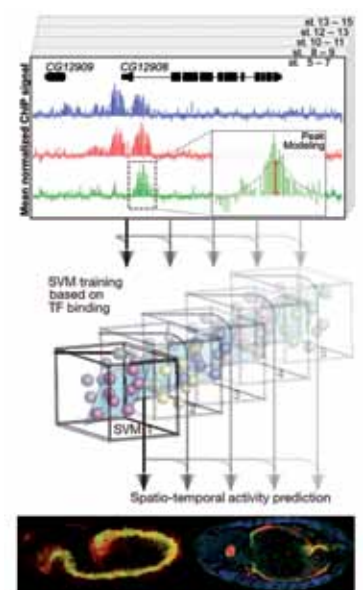 st. 13 – 15
st. 12 – 13
st. 10 – 11
st. 8 – 9
st. 5 – 7
CG12909 CG12908
Mean normalized ChIP signal
Peak
Modeling
SVM training
based on
TF binding
SVM 1
Spatio-temporal activity prediction